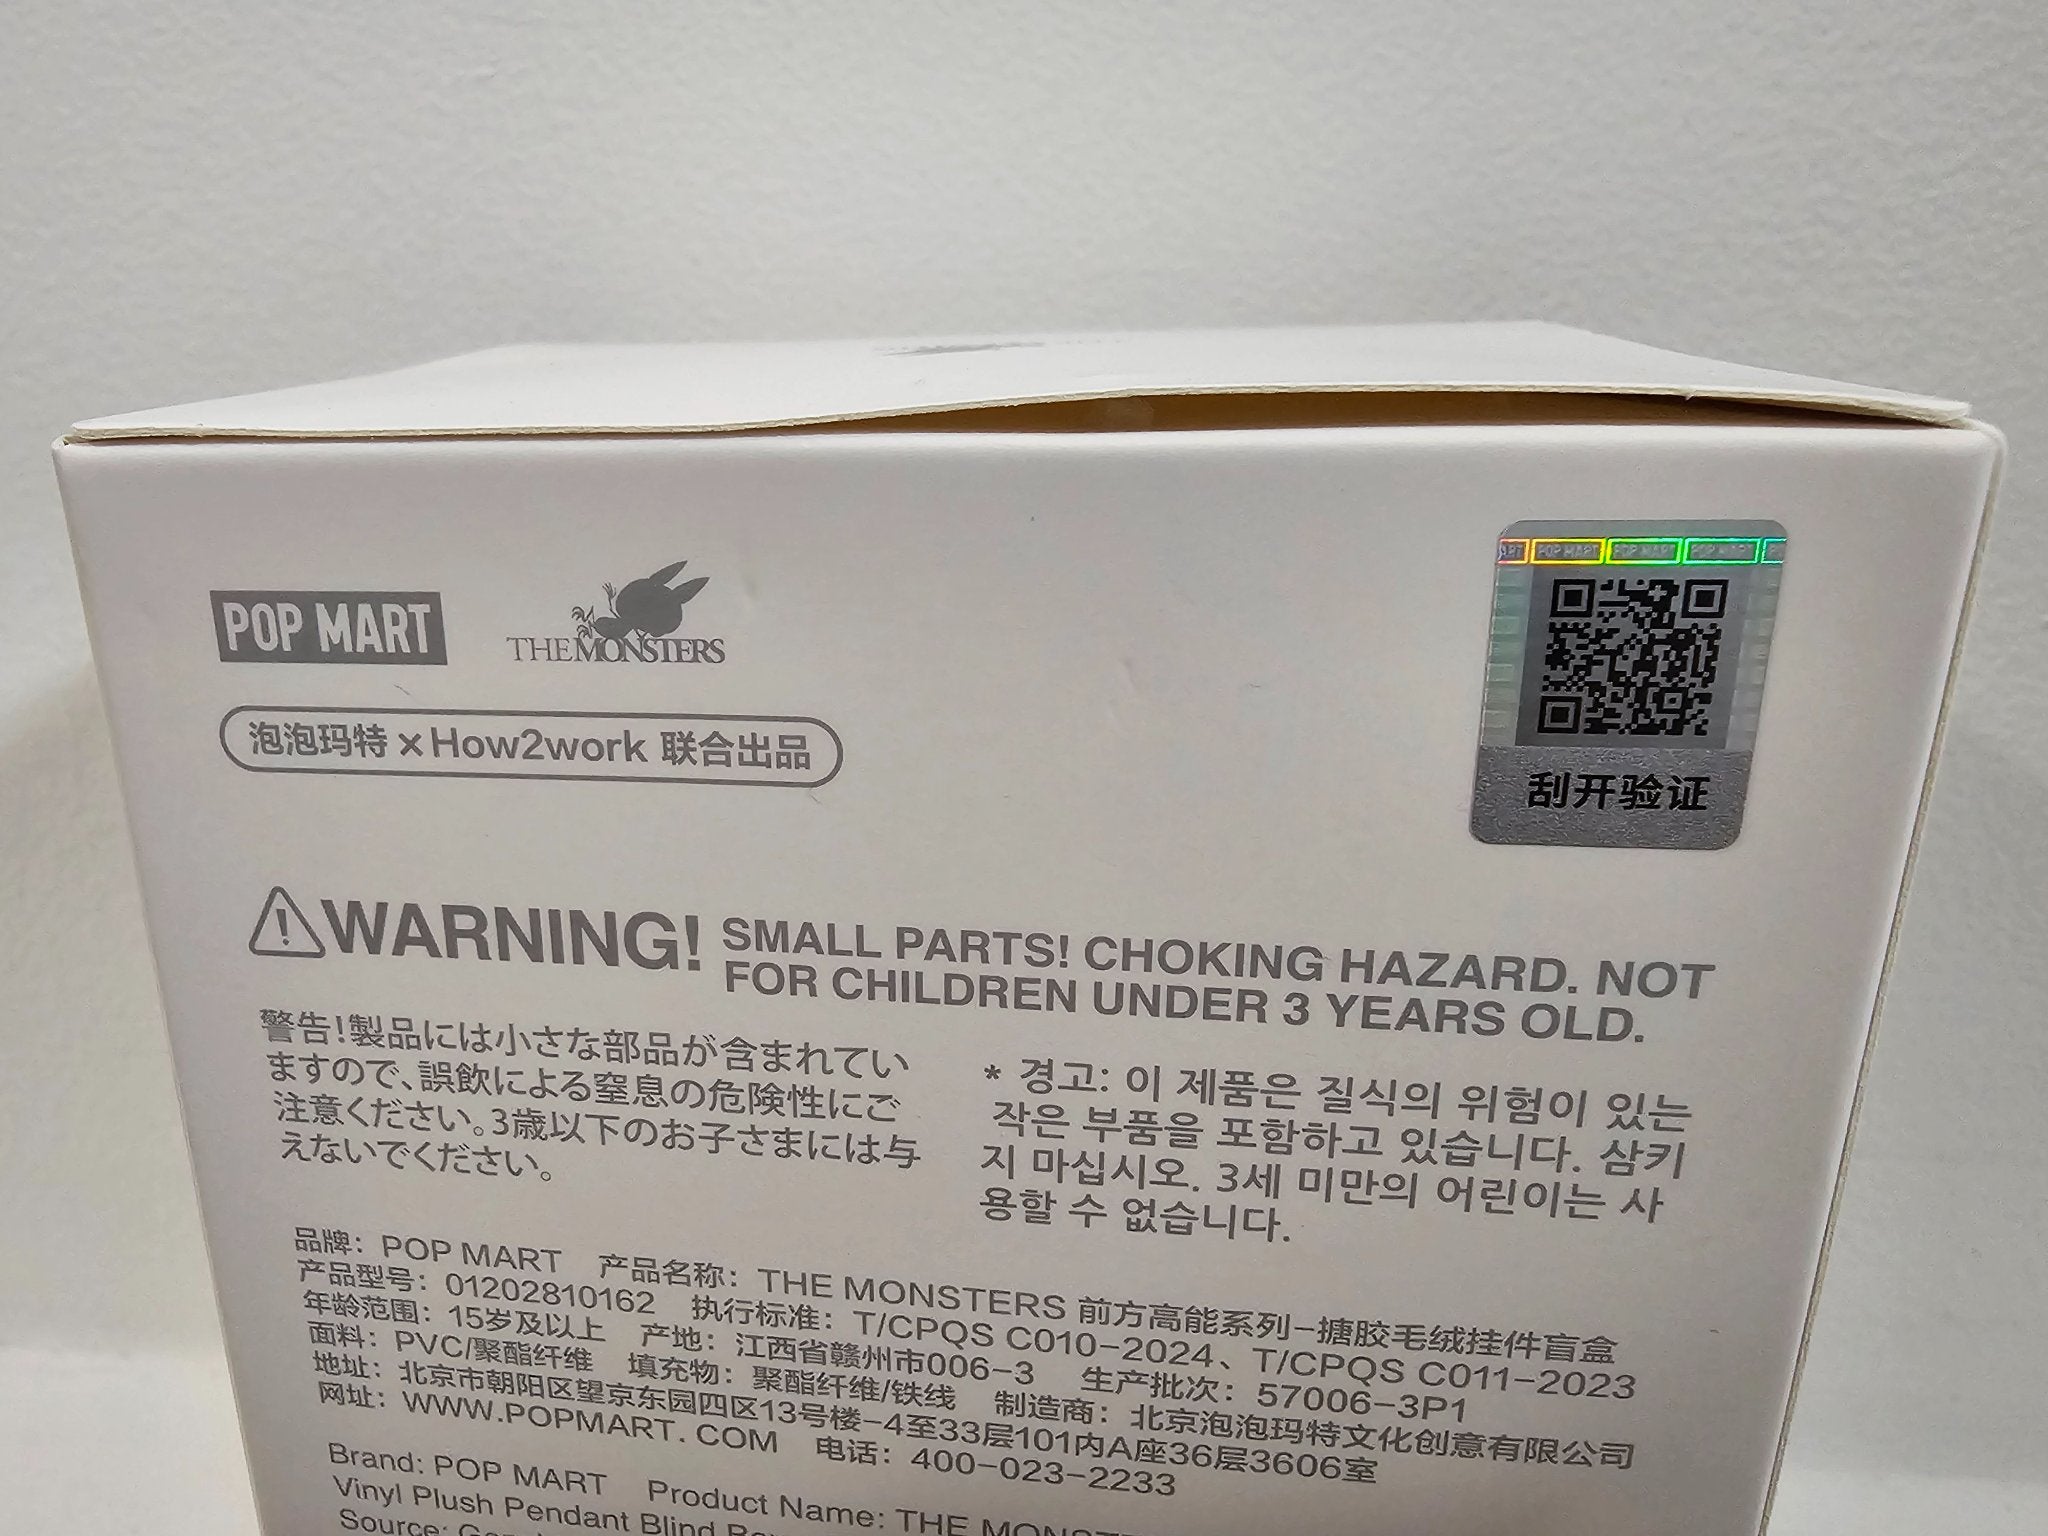 POP MART
THE MONSTERS
泡泡玛特 × How2work 联合出品
POP MART POP MART POP MART
刮开验证
WARNING! SMALL PARTS! CHOKING HAZARD. NOT
FOR CHILDREN UNDER 3 YEARS OLD.
警告!製品には小さな部品が含まれてい
ますので、誤飲による窒息の危険性にご
注意ください。3歳以下のお子さまには与
えないでください。
* 경고: 이 제품은 질식의 위험이 있는
작은 부품을 포함하고 있습니다. 삼키
지 마십시오. 3세 미만의 어린이는 사
용할 수 없습니다.
品牌：POP MART 产品名称：THE MONSTERS 前方高能系列-搪胶毛绒挂件盲盒
产品型号：01202810162 执行标准：T/CPQS C010-2024、T/CPQS C011-2023
年龄范围：15岁及以上 产地：江西省赣州市006-3 生产批次：57006-3P1
面料：PVC/聚酯纤维 填充物：聚酯纤维/铁线 制造商：北京泡泡玛特文化创意有限公司
地址：北京市朝阳区望京东园四区13号楼-4至33层101内A座36层3606室
网址：WWW.POPMART.COM 电话：400-023-2233
Brand: POP MART Product Name: THE
Vinyl Plush Pendant Blind
Source: